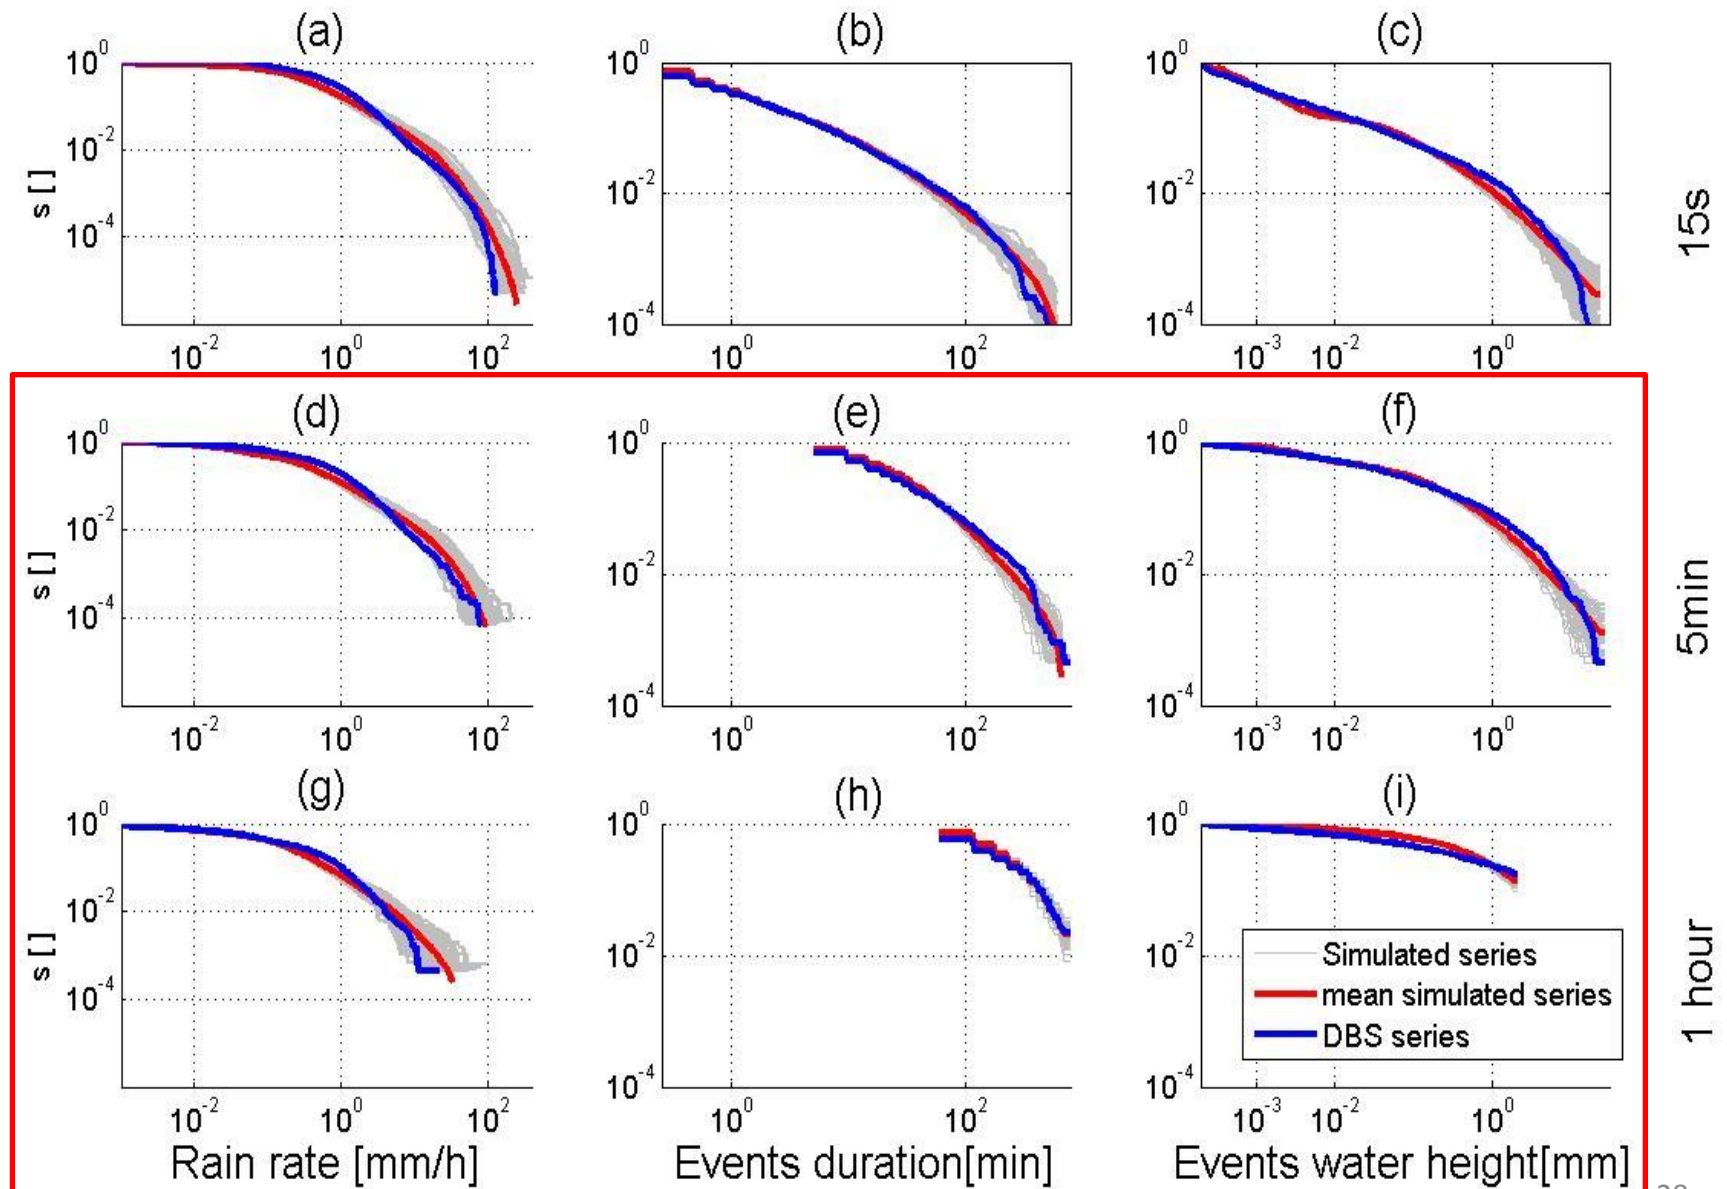 (a) (b) (c)
10^0 10^0 10^0
10^-2
s [ ] 10^-2 10^-2 15s
10^-4
10^-4 10^-4
10^-2 10^0 10^2 10^0 10^2 10^-3 10^-2 10^0
(d) (e) (f)
10^0 10^0 10^0
10^-2
s [ ] 10^-2 10^-2 5min
10^-4
10^-4 10^-4
10^-2 10^0 10^2 10^0 10^2 10^-3 10^-2 10^0
(g) (h) (i)
10^0 10^0 10^0
10^-2
s [ ] 10^-2 10^-2 1 hour
Simulated series
mean simulated series
DBS series
10^-4
10^-4 10^-4
10^-2 10^0 10^2 10^0 10^2 10^-3 10^-2 10^0
Rain rate [mm/h] Events duration[min] Events water height[mm]